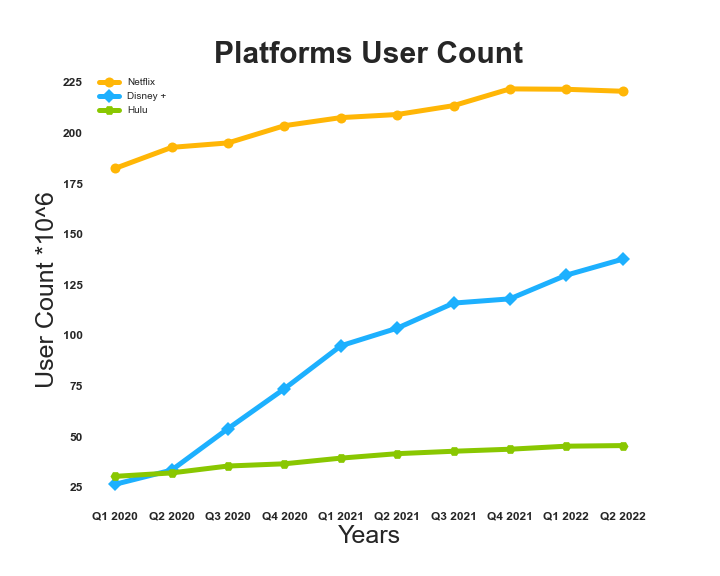 Platforms User Count
Netflix
Disney +
Hulu
User Count *10^6
225
200
175
150
125
100
75
50
25
Q1 2020 Q2 2020 Q3 2020 Q4 2020 Q1 2021 Q2 2021 Q3 2021 Q4 2021 Q1 2022 Q2 2022
Years